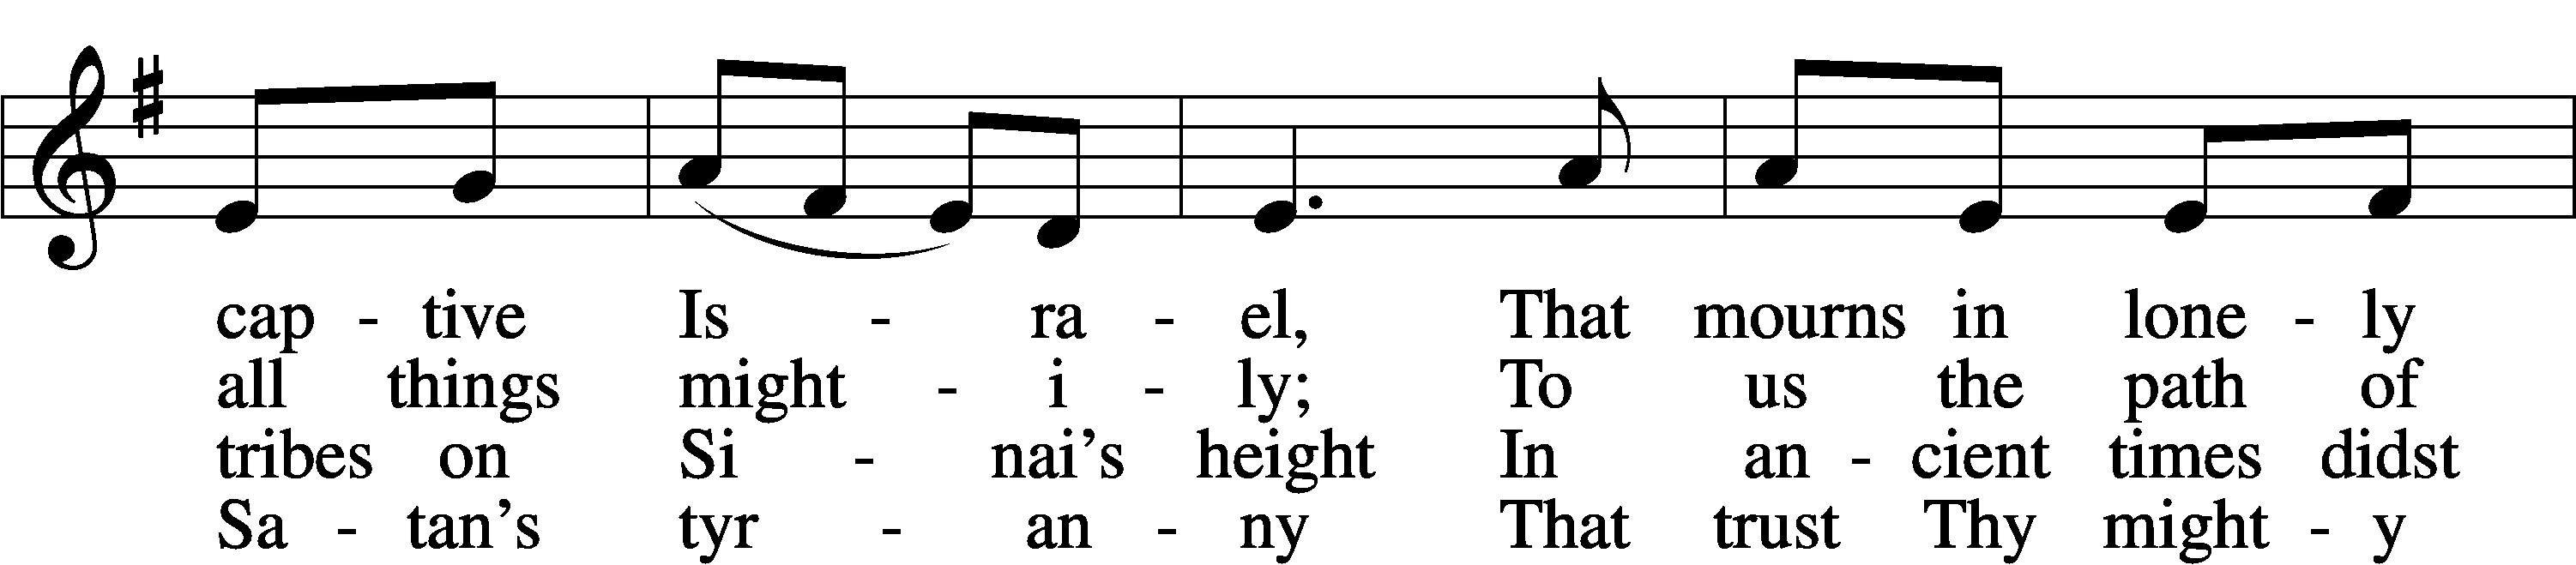 cap - tive Is - ra - el, That mourns in lone - ly
all things might - i - ly; To us the path of
tribes on Si - nai’s height In an - cient times didst
Sa - tan’s tyr - an - ny That trust Thy might - y